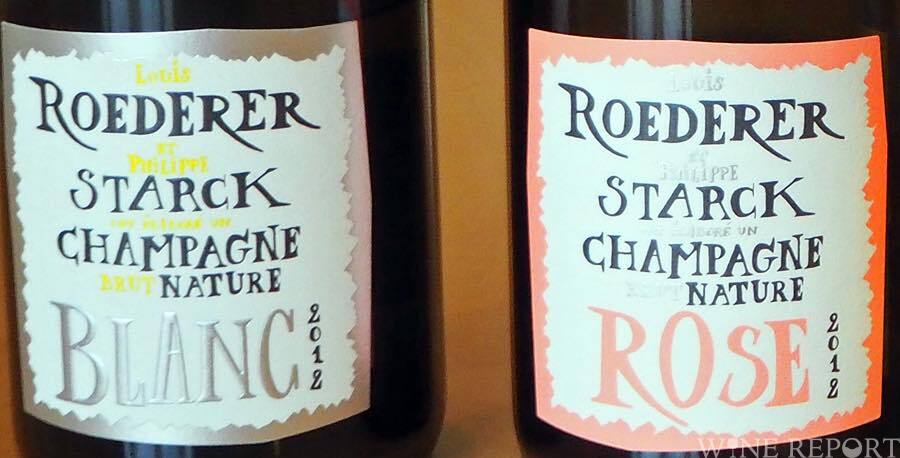 Louis
ROEDERER
ET
PHILIPPE
STARCK
ONT ÉLABORÉ UN
CHAMPAGNE
BRUT NATURE
BLANC 2012
Louis
ROEDERER
ET
PHILIPPE
STARCK
ONT ÉLABORÉ UN
CHAMPAGNE
BRUT NATURE
ROSE 2012
WINE REPORT